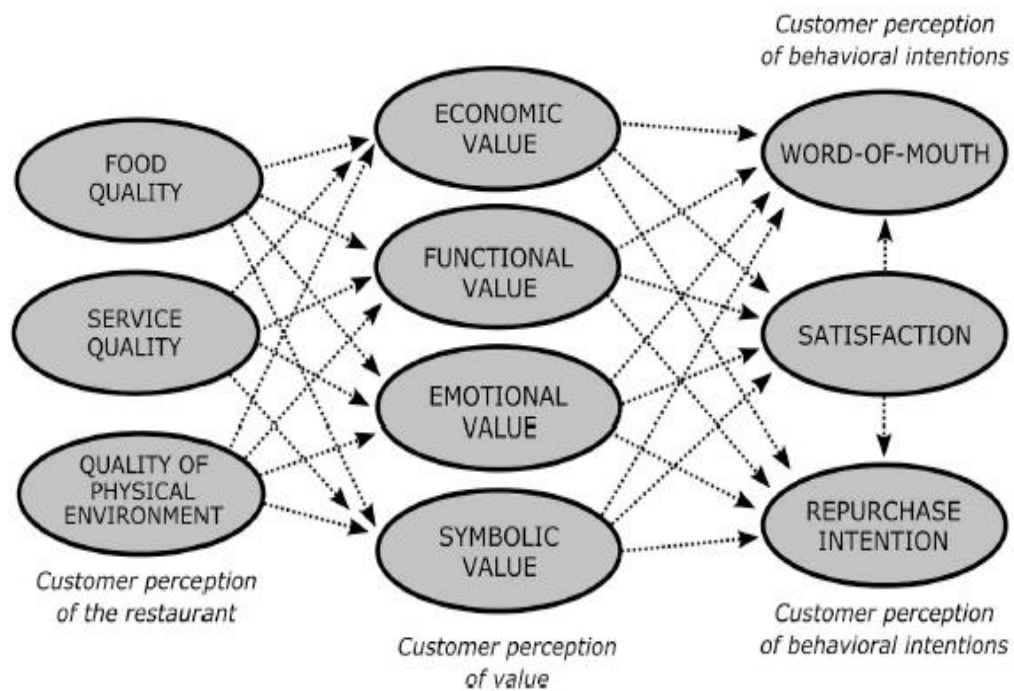 Customer perception
of behavioral intentions
ECONOMIC
VALUE
FOOD
QUALITY
WORD-OF-MOUTH
FUNCTIONAL
VALUE
SERVICE
QUALITY
SATISFACTION
EMOTIONAL
VALUE
QUALITY OF
PHYSICAL
ENVIRONMENT
REPURCHASE
INTENTION
SYMBOLIC
VALUE
Customer perception
of the restaurant
Customer perception
of value
Customer perception
of behavioral intentions